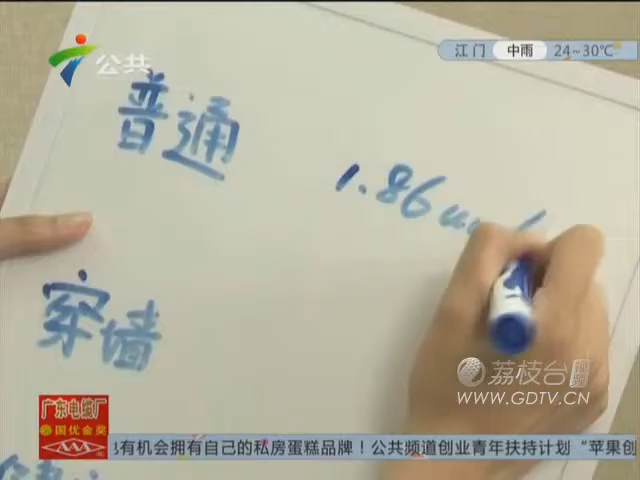 公共
江门 中雨 24~30℃
普通
1.86
穿墙
荔枝台 视频
WWW.GDTV.CN
广东电缆厂
国优金奖
有机会拥有自己的私房蛋糕品牌！公共频道创业青年扶持计划“苹果创